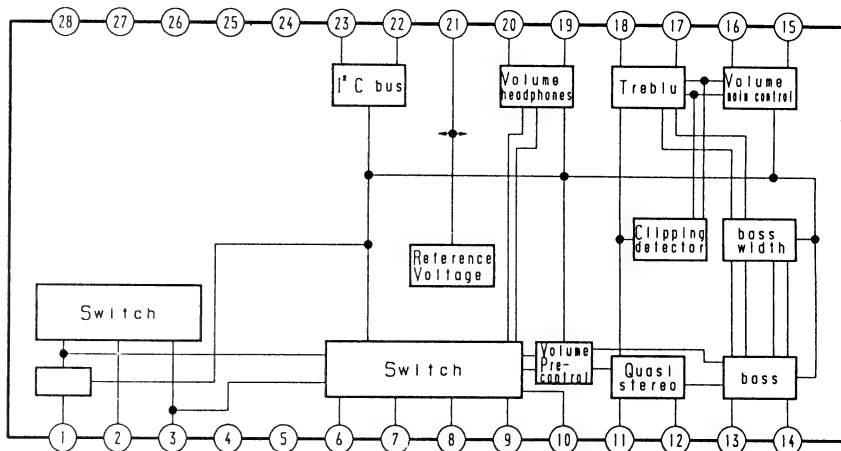 28 27 26 25 24 23 22 21 20 19 18 17 16 15
I²C bus
Volume
headphones
Treblu
Volume
main control
Clipping
detector
bass
width
Reference
Voltage
Switch
Switch
Volume
Pre-
control
Quasi
stereo
bass
1 2 3 4 5 6 7 8 9 10 11 12 13 14